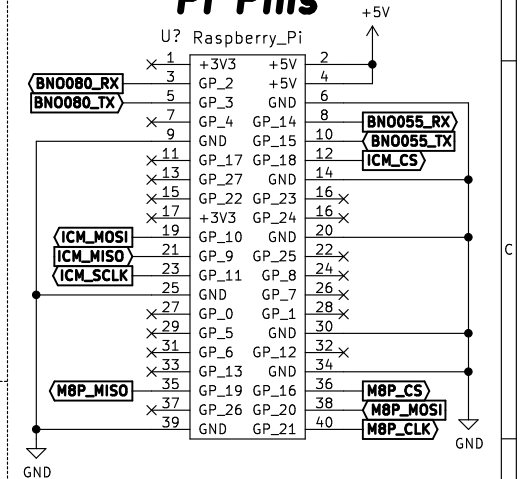 Pi Pins
+5V
U? Raspberry_Pi
1 +3V3 +5V 2
BNO080_RX 3 GP_2 +5V 4
BNO080_TX 5 GP_3 GND 6
7 GP_4 GP_14 8 BNO055_RX
9 GND GP_15 10 BNO055_TX
11 GP_17 GP_18 12 ICM_CS
13 GP_27 GND 14
15 GP_22 GP_23 16
17 +3V3 GP_24 16
ICM_MOSI 19 GP_10 GND 20
ICM_MISO 21 GP_9 GP_25 22
ICM_SCLK 23 GP_11 GP_8 24
25 GND GP_7 26
27 GP_0 GP_1 28
29 GP_5 GND 30
31 GP_6 GP_12 32
33 GP_13 GND 34
M8P_MISO 35 GP_19 GP_16 36 M8P_CS
37 GP_26 GP_20 38 M8P_MOSI
39 GND GP_21 40 M8P_CLK
GND
GND
C